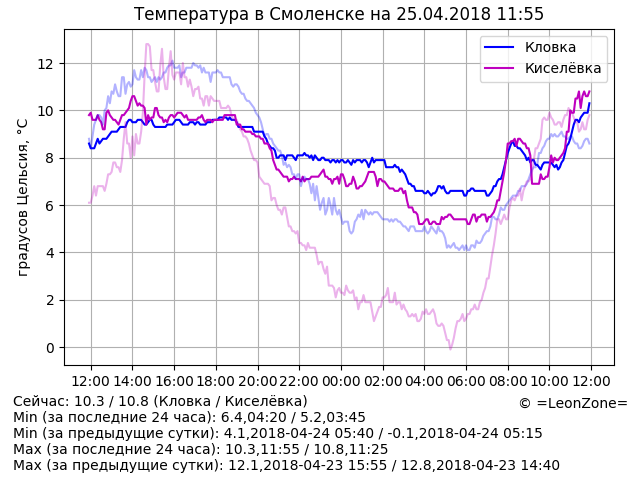 Температура в Смоленске на 25.04.2018 11:55
Кловка
Киселёвка
градусов Цельсия, °C
12
10
8
6
4
2
0
12:00 14:00 16:00 18:00 20:00 22:00 00:00 02:00 04:00 06:00 08:00 10:00 12:00
Сейчас: 10.3 / 10.8 (Кловка / Киселёвка)
© =LeonZone=
Min (за последние 24 часа): 6.4,04:20 / 5.2,03:45
Min (за предыдущие сутки): 4.1,2018-04-24 05:40 / -0.1,2018-04-24 05:15
Max (за последние 24 часа): 10.3,11:55 / 10.8,11:25
Max (за предыдущие сутки): 12.1,2018-04-23 15:55 / 12.8,2018-04-23 14:40